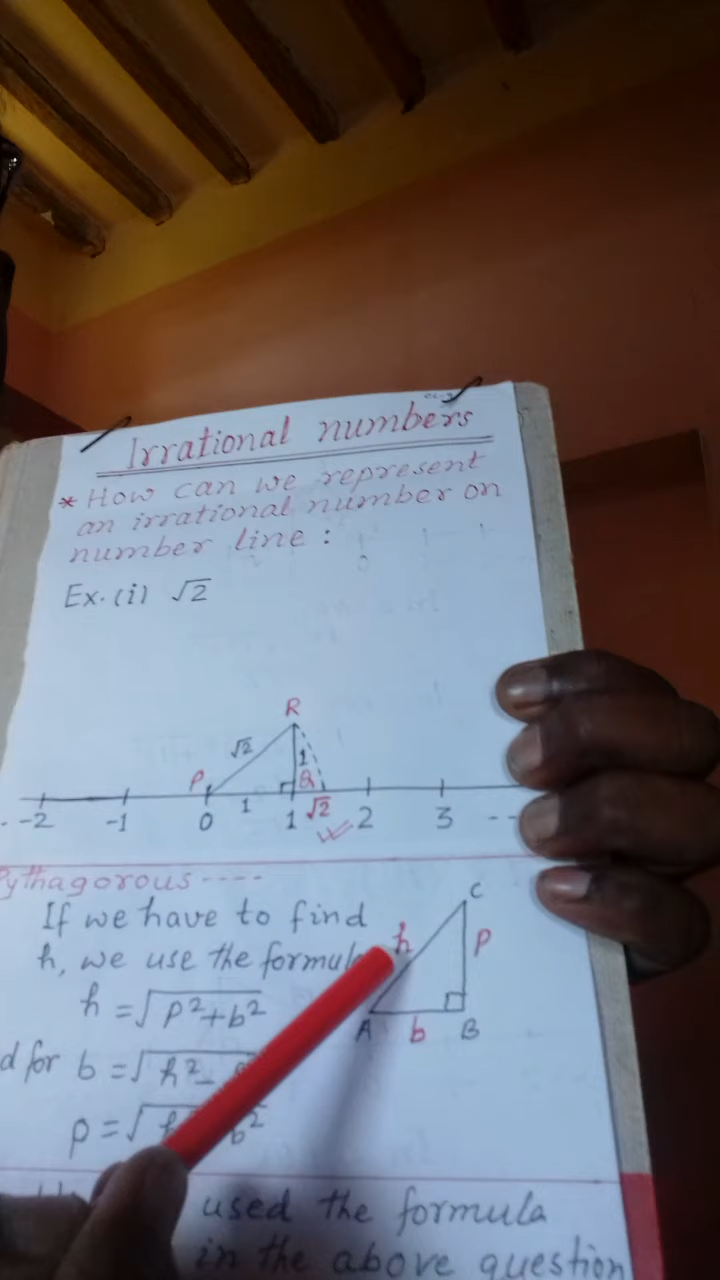 Irrational numbers
* How can we represent
an irrational number on
number line :
Ex. (i) √2
R
√2
1
P
Q
1
-2 -1 0 1 √2 2 3 --
Pythagorous ----
If we have to find
h, we use the formula
h = √p²+b²
d for b = √h²-
p = √ b²
C
h
p
A b B
used the formula
in the above question